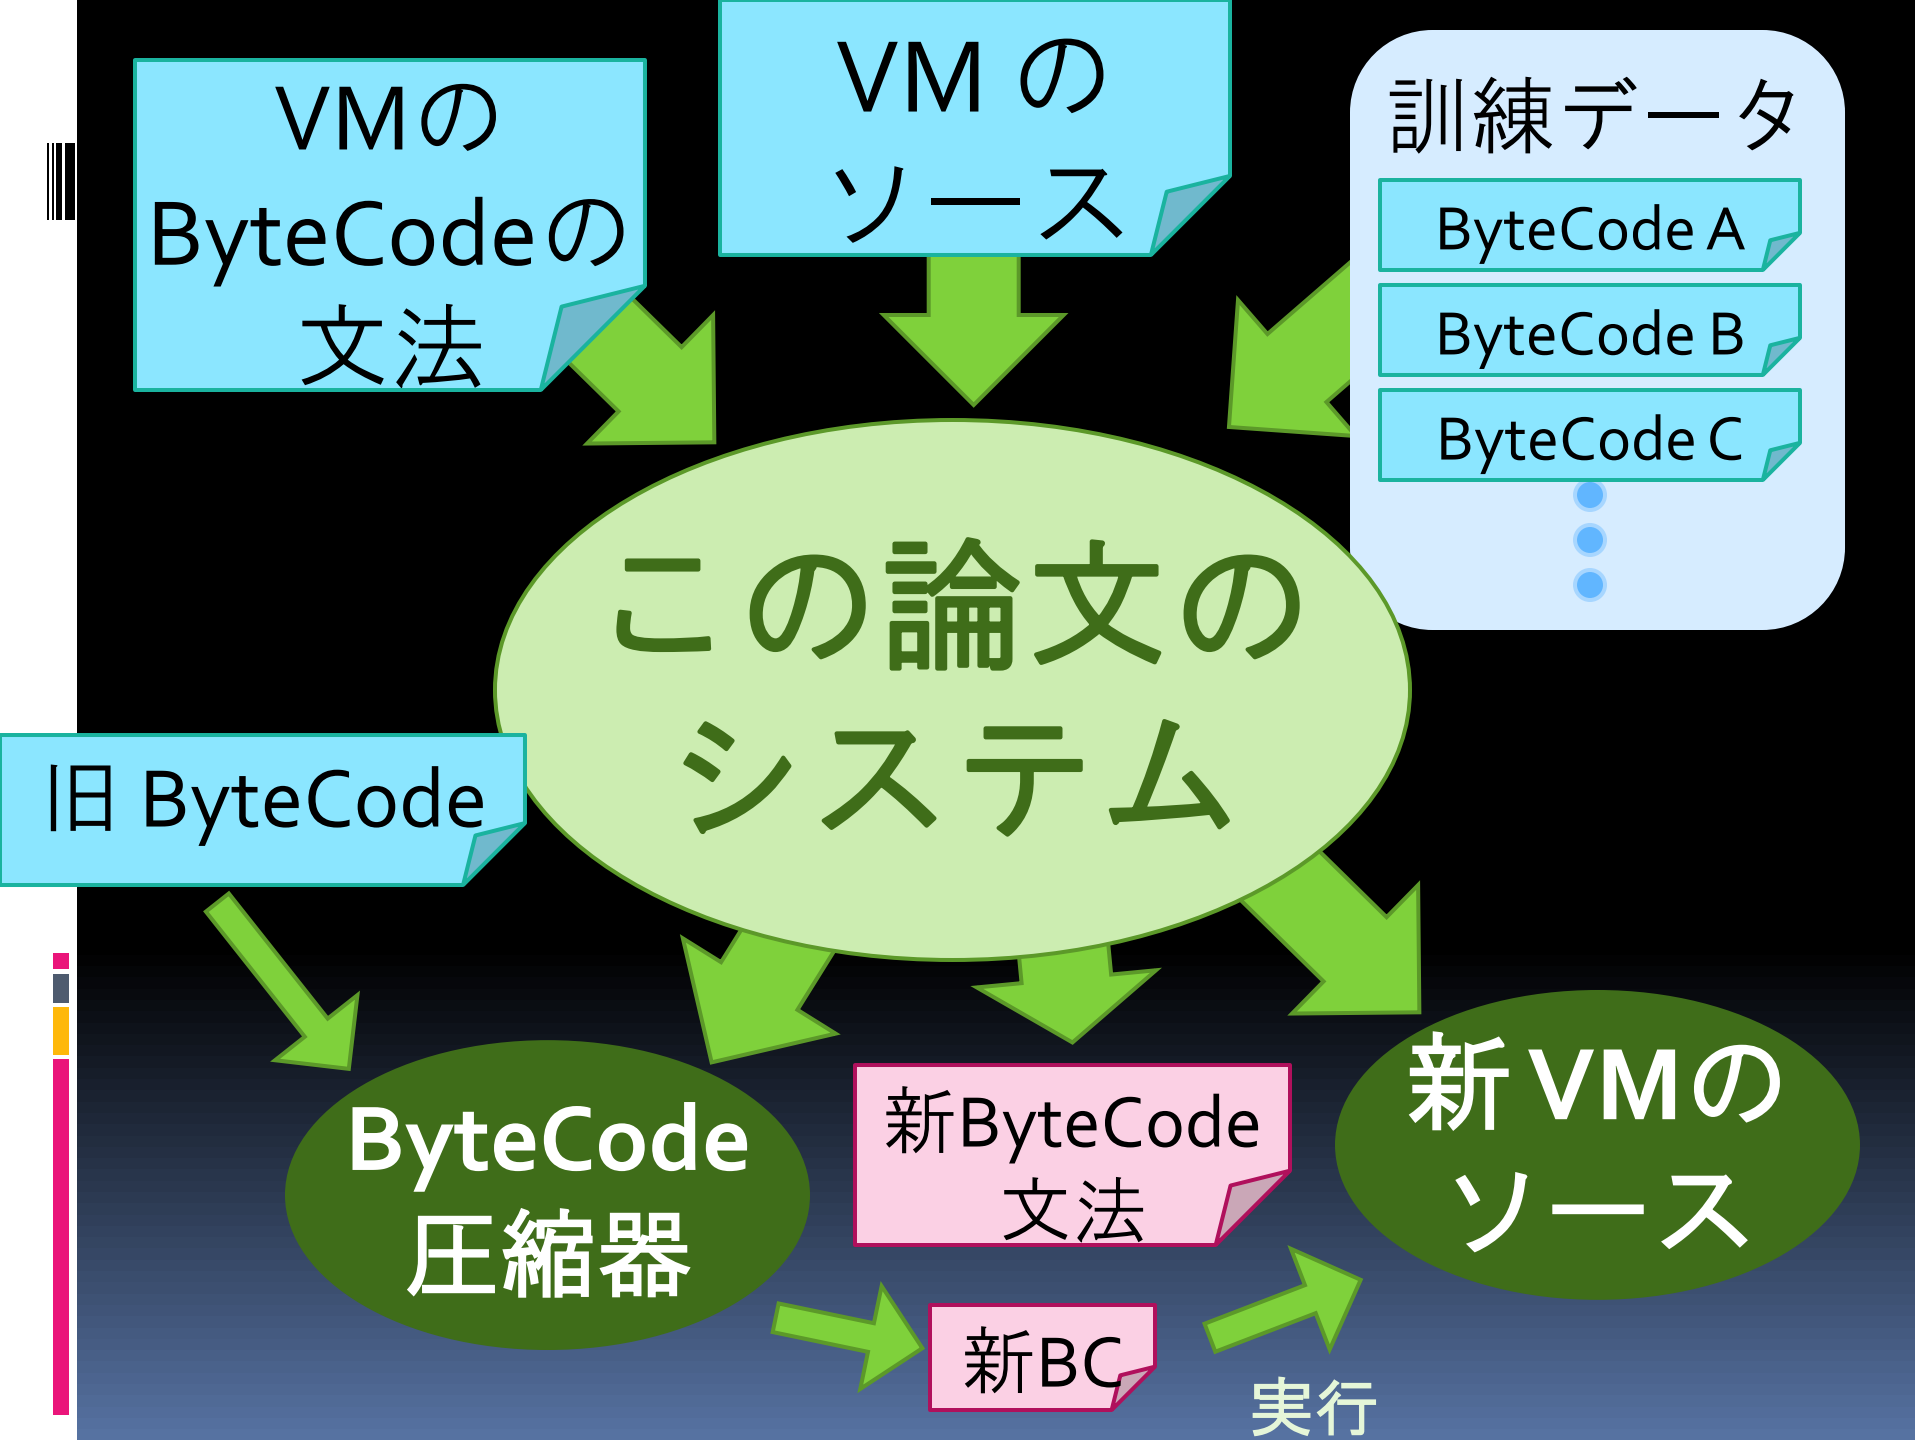 VMの
ByteCodeの
文法
VM の
ソース
訓練データ
ByteCode A
ByteCode B
ByteCode C
この論文の
システム
旧 ByteCode
ByteCode
圧縮器
新ByteCode
文法
新 VMの
ソース
新BC
実行